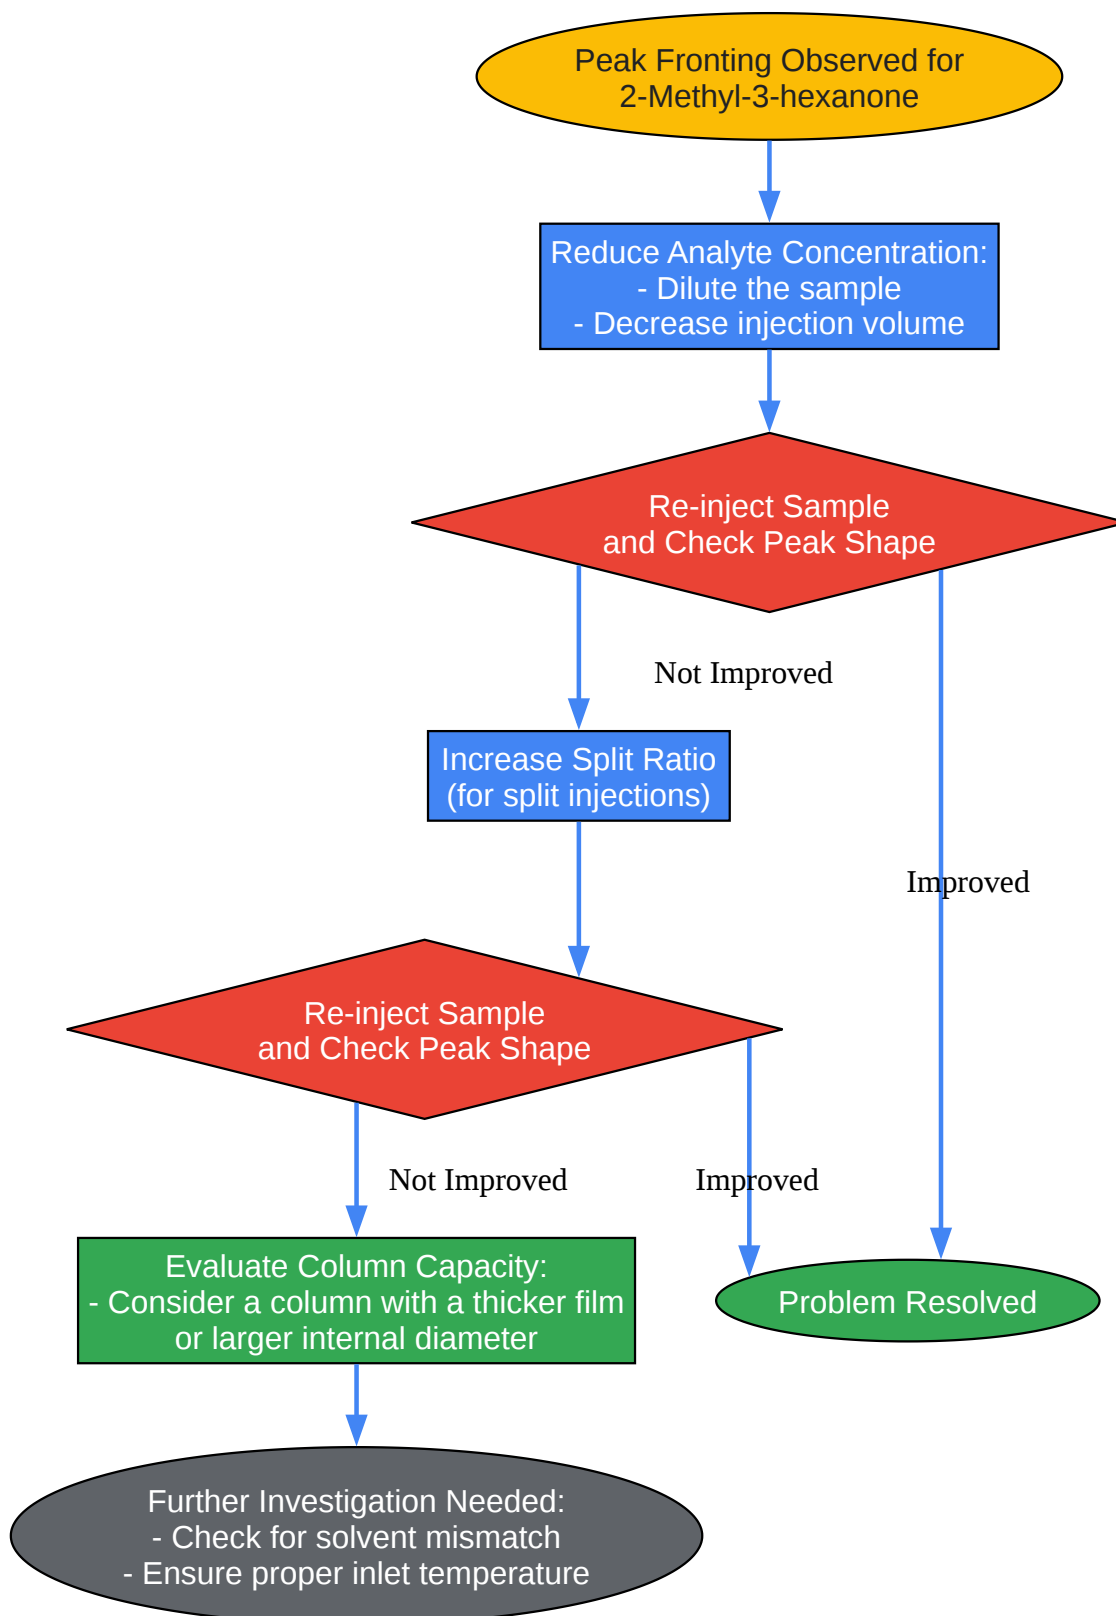 Peak Fronting Observed for
2-Methyl-3-hexanone
Reduce Analyte Concentration:
- Dilute the sample
- Decrease injection volume
Re-inject Sample
and Check Peak Shape
Not Improved
Increase Split Ratio
(for split injections)
Improved
Re-inject Sample
and Check Peak Shape
Not Improved
Improved
Evaluate Column Capacity:
- Consider a column with a thicker film
or larger internal diameter
Problem Resolved
Further Investigation Needed:
- Check for solvent mismatch
- Ensure proper inlet temperature